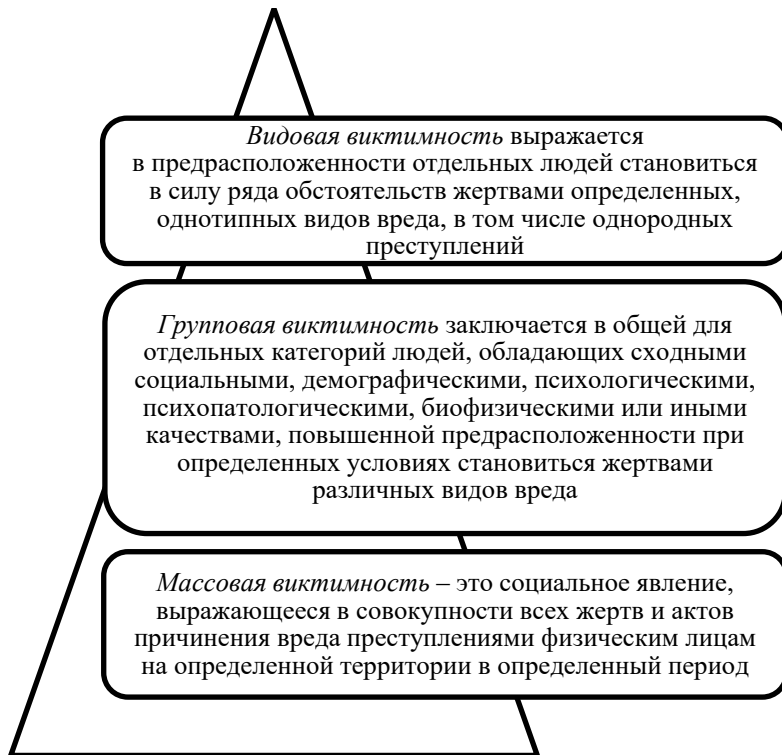 Видовая виктимность выражается
в предрасположенности отдельных людей становиться
в силу ряда обстоятельств жертвами определенных,
однотипных видов вреда, в том числе однородных
преступлений
Групповая виктимность заключается в общей для
отдельных категорий людей, обладающих сходными
социальными, демографическими, психологическими,
психопатологическими, биофизическими или иными
качествами, повышенной предрасположенности при
определенных условиях становиться жертвами
различных видов вреда
Массовая виктимность – это социальное явление,
выражающееся в совокупности всех жертв и актов
причинения вреда преступлениями физическим лицам
на определенной территории в определенный период